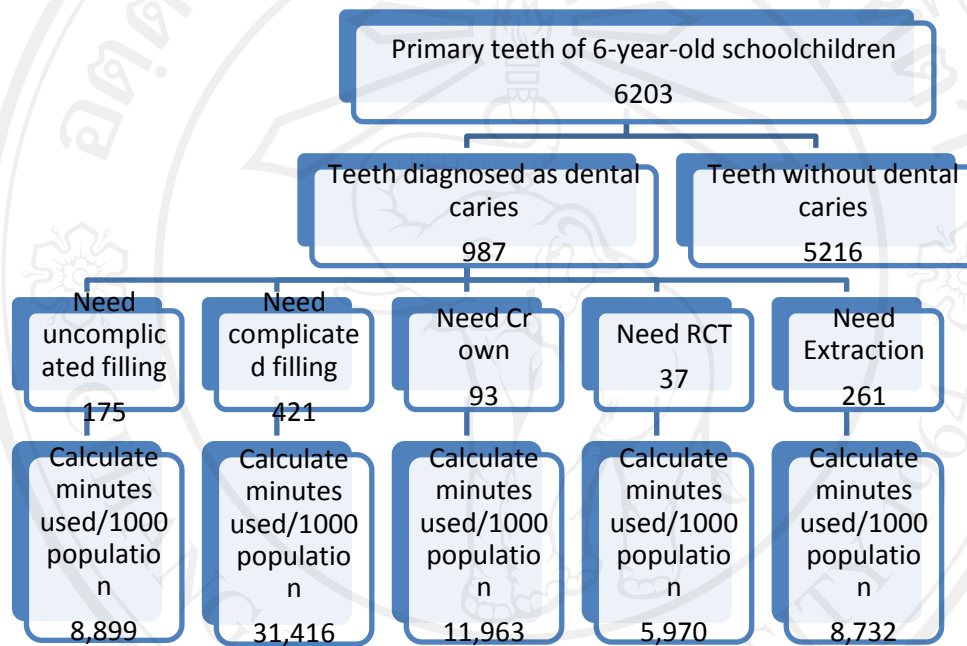 Primary teeth of 6-year-old schoolchildren
6203
Teeth diagnosed as dental
caries
987
Teeth without dental
caries
5216
Need
uncomplic
ated filling
175
Need
complicate
d filling
421
Need Cr
own
93
Need RCT
37
Need
Extraction
261
Calculate
minutes
used/1000
populatio
n
8,899
Calculate
minutes
used/1000
populatio
n
31,416
Calculate
minutes
used/1000
populatio
n
11,963
Calculate
minutes
used/1000
populatio
n
5,970
Calculate
minutes
used/1000
populatio
n
8,732